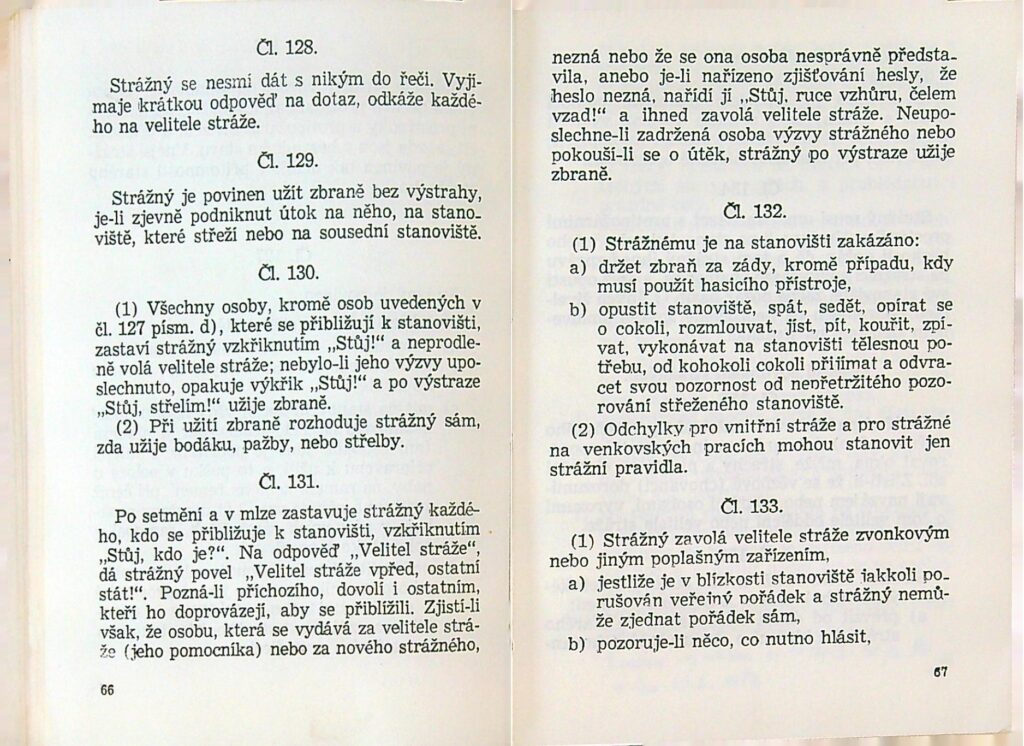 Čl. 128.
Strážný se nesmí dát s nikým do řeči. Vyjí-
maje krátkou odpověď na dotaz, odkáže každé-
ho na velitele stráže.
Čl. 129.
Strážný je povinen užít zbraně bez výstrahy,
je-li zjevně podniknut útok na něho, na stano-
viště, které střeží nebo na sousední stanoviště.
Čl. 130.
(1) Všechny osoby, kromě osob uvedených v
čl. 127 písm. d), které se přibližují k stanovišti,
zastaví strážný vzkřiknutím „Stůj!“ a neprodle-
ně volá velitele stráže; nebylo-li jeho výzvy upo-
slechnuto, opakuje výkřik „Stůj!“ a po výstraze
„Stůj, střelím!“ užije zbraně.
(2) Při užití zbraně rozhoduje strážný sám,
zda užije bodáku, pažby, nebo střelby.
Čl. 131.
Po setmění a v mlze zastavuje strážný každé-
ho, kdo se přibližuje k stanovišti, vzkřiknutím
„Stůj, kdo je?“. Na odpověď „Velitel stráže“,
dá strážný povel „Velitel stráže vpřed, ostatní
stát!“. Pozná-li příchozího, dovolí i ostatním,
kteří ho doprovázejí, aby se přiblížili. Zjistí-li
však, že osobu, která se vydává za velitele strá-
že (jeho pomocníka) nebo za nového strážného,
66
nezná nebo že se ona osoba nesprávně předsta-
vila, anebo je-li nařízeno zjišťování hesly, že
heslo nezná, nařídí jí „Stůj, ruce vzhůru, čelem
vzad!“ a ihned zavolá velitele stráže. Neupo-
slechne-li zadržená osoba výzvy strážného nebo
pokouší-li se o útěk, strážný po výstraze užije
zbraně.
Čl. 132.
(1) Strážnému je na stanovišti zakázáno:
a) držet zbraň za zády, kromě případu, kdy
musí použít hasicího přístroje,
b) opustit stanoviště, spát, sedět, opírat se
o cokoli, rozmlouvat, jíst, pít, kouřit, zpí-
vat, vykonávat na stanovišti tělesnou po-
třebu, od kohokoli cokoli přijímat a odvra-
cet svou pozornost od nepřetržitého pozo-
rování střeženého stanoviště.
(2) Odchylky pro vnitřní stráže a pro strážné
na venkovských pracích mohou stanovit jen
strážní pravidla.
Čl. 133.
(1) Strážný zavolá velitele stráže zvonkovým
nebo jiným poplašným zařízením,
a) jestliže je v blízkosti stanoviště jakkoli po-
rušován veřejný pořádek a strážný nemů-
že zjednat pořádek sám,
b) pozoruje-li něco, co nutno hlásit,
67